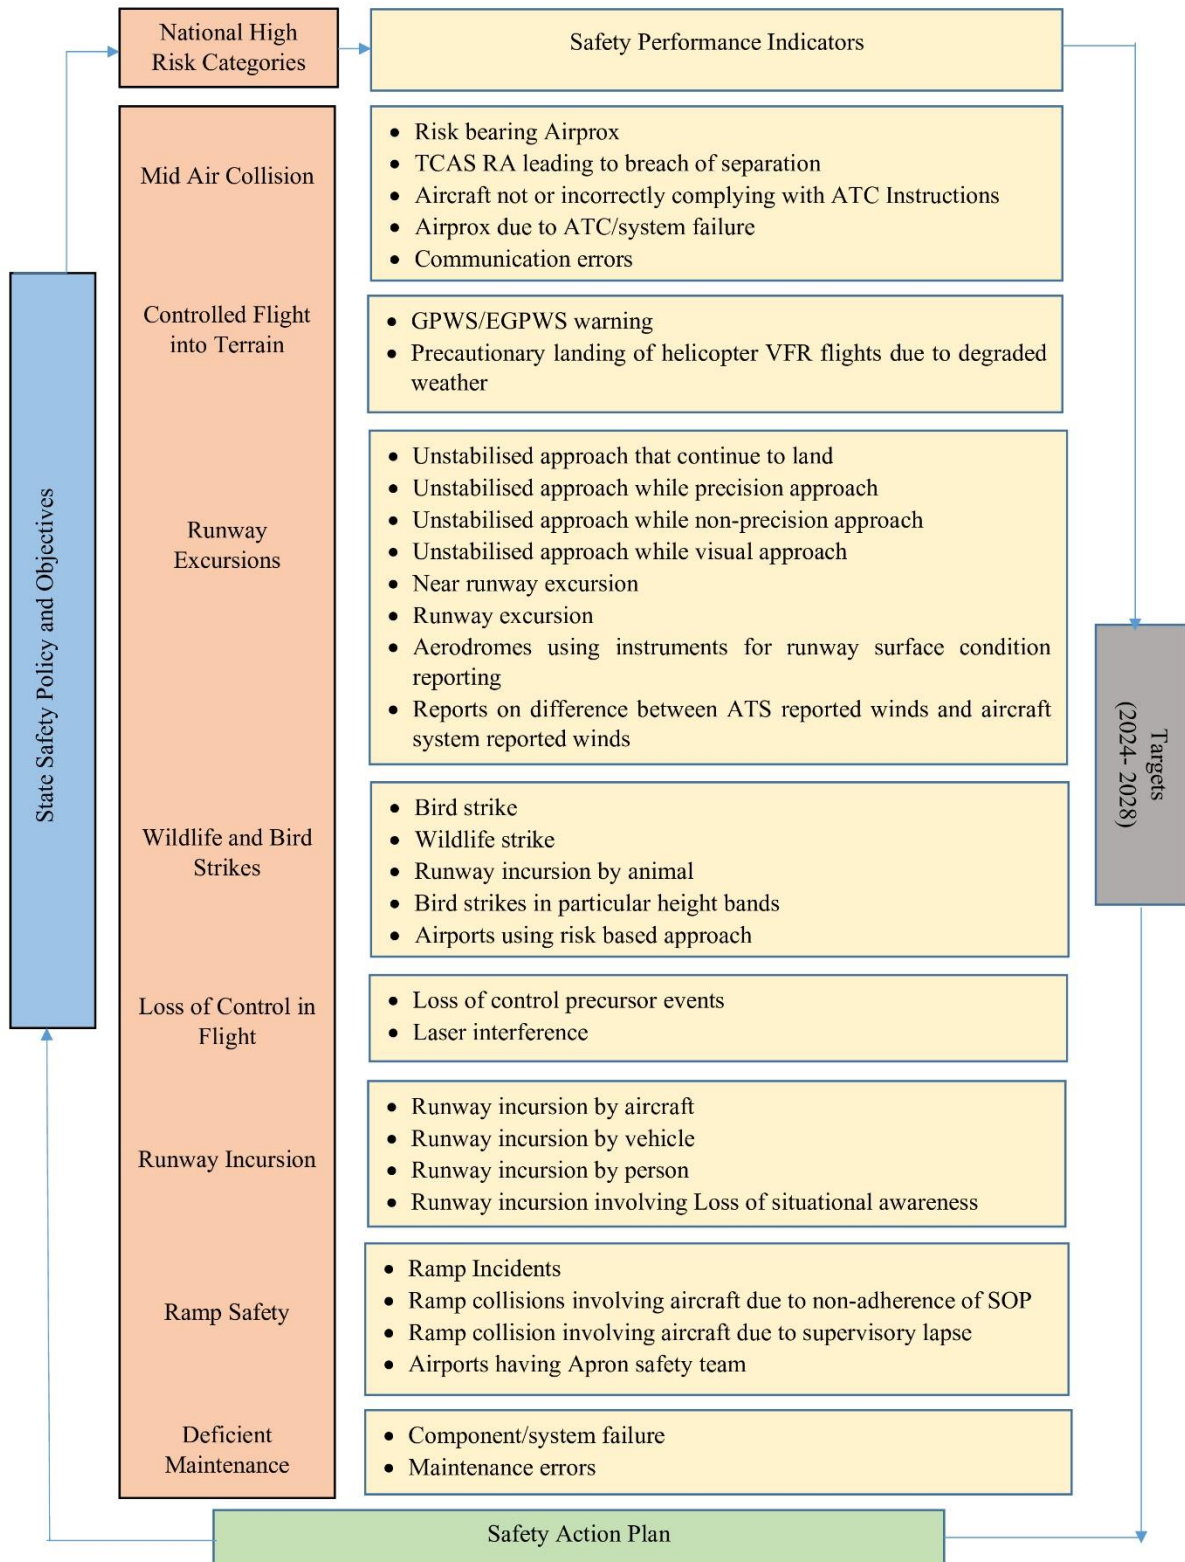 National High
Risk Categories
Safety Performance Indicators
State Safety Policy and Objectives
Mid Air Collision
• Risk bearing Airprox
• TCAS RA leading to breach of separation
• Aircraft not or incorrectly complying with ATC Instructions
• Airprox due to ATC/system failure
• Communication errors
Controlled Flight
into Terrain
• GPWS/EGPWS warning
• Precautionary landing of helicopter VFR flights due to degraded
weather
Runway
Excursions
• Unstabilised approach that continue to land
• Unstabilised approach while precision approach
• Unstabilised approach while non-precision approach
• Unstabilised approach while visual approach
• Near runway excursion
• Runway excursion
• Aerodromes using instruments for runway surface condition
reporting
• Reports on difference between ATS reported winds and aircraft
system reported winds
Wildlife and Bird
Strikes
• Bird strike
• Wildlife strike
• Runway incursion by animal
• Bird strikes in particular height bands
• Airports using risk based approach
Loss of Control in
Flight
• Loss of control precursor events
• Laser interference
Runway Incursion
• Runway incursion by aircraft
• Runway incursion by vehicle
• Runway incursion by person
• Runway incursion involving Loss of situational awareness
Ramp Safety
• Ramp Incidents
• Ramp collisions involving aircraft due to non-adherence of SOP
• Ramp collision involving aircraft due to supervisory lapse
• Airports having Apron safety team
Deficient
Maintenance
• Component/system failure
• Maintenance errors
Targets
(2024- 2028)
Safety Action Plan